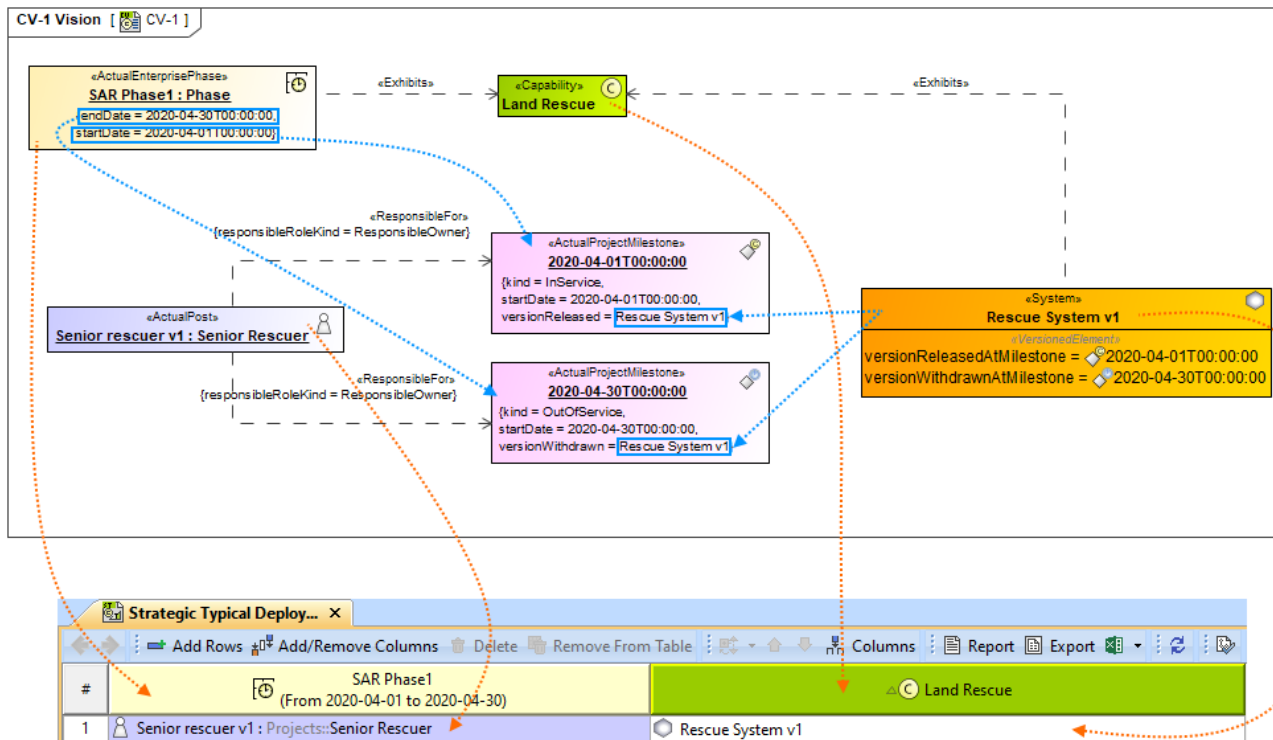 CV-1 Vision [ CV-1 ]
«ActualEnterprisePhase»
SAR Phase1 : Phase
{endDate = 2020-04-30T00:00:00,
startDate = 2020-04-01T00:00:00}
«Exhibits»
«Capability»
Land Rescue
C
«Exhibits»
«ResponsibleFor»
{responsibleRoleKind = ResponsibleOwner}
«ActualProjectMilestone»
2020-04-01T00:00:00
{kind = InService,
startDate = 2020-04-01T00:00:00,
versionReleased = Rescue System v1}
«ActualPost»
Senior rescuer v1 : Senior Rescuer
«System»
Rescue System v1
«VersionedElement»
versionReleasedAtMilestone = 2020-04-01T00:00:00
versionWithdrawnAtMilestone = 2020-04-30T00:00:00
«ResponsibleFor»
{responsibleRoleKind = ResponsibleOwner}
«ActualProjectMilestone»
2020-04-30T00:00:00
{kind = OutOfService,
startDate = 2020-04-30T00:00:00,
versionWithdrawn = Rescue System v1}
Strategic Typical Deploy... ×
Add Rows Add/Remove Columns Delete Remove From Table Columns Report Export
# SAR Phase1
(From 2020-04-01 to 2020-04-30)
C Land Rescue
1 Senior rescuer v1 : Projects::Senior Rescuer Rescue System v1